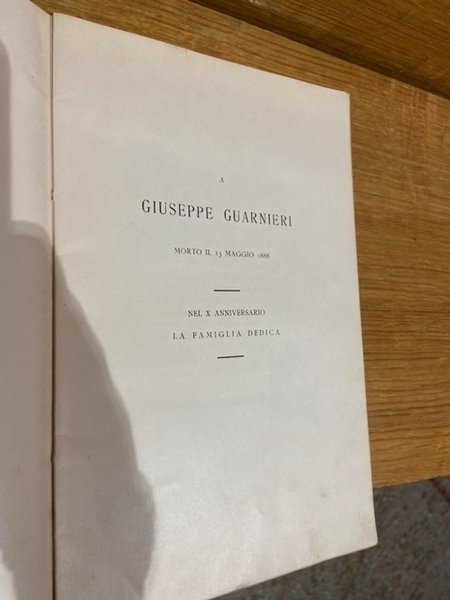 A
GIUSEPPE GUARNIERI
MORTO IL 13 MAGGIO 1888
NEL X ANNIVERSARIO
LA FAMIGLIA DEDICA